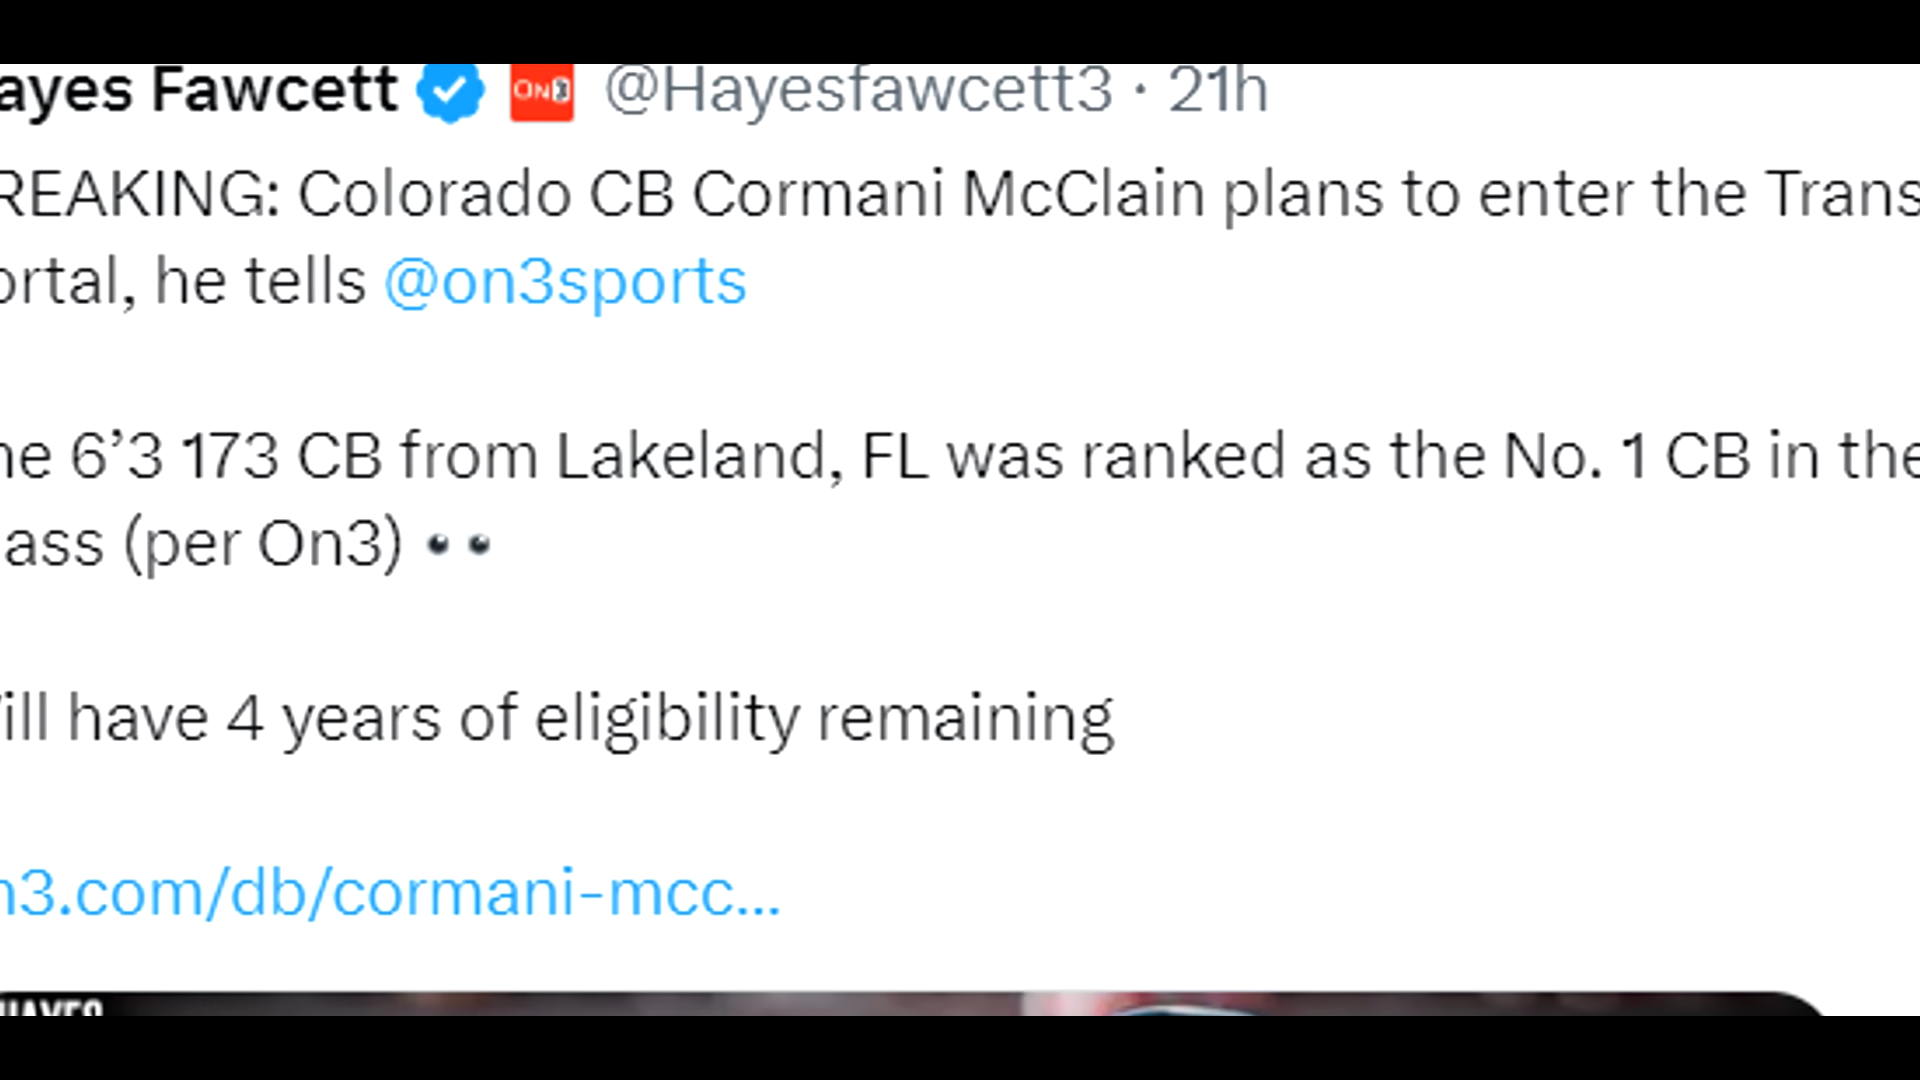 ayes Fawcett ON3 @Hayesfawcett3 · 21h
REAKING: Colorado CB Cormani McClain plans to enter the Trans
ortal, he tells @on3sports
he 6’3 173 CB from Lakeland, FL was ranked as the No. 1 CB in the
ass (per On3) 👀
ill have 4 years of eligibility remaining
n3.com/db/cormani-mcc...
HAYES